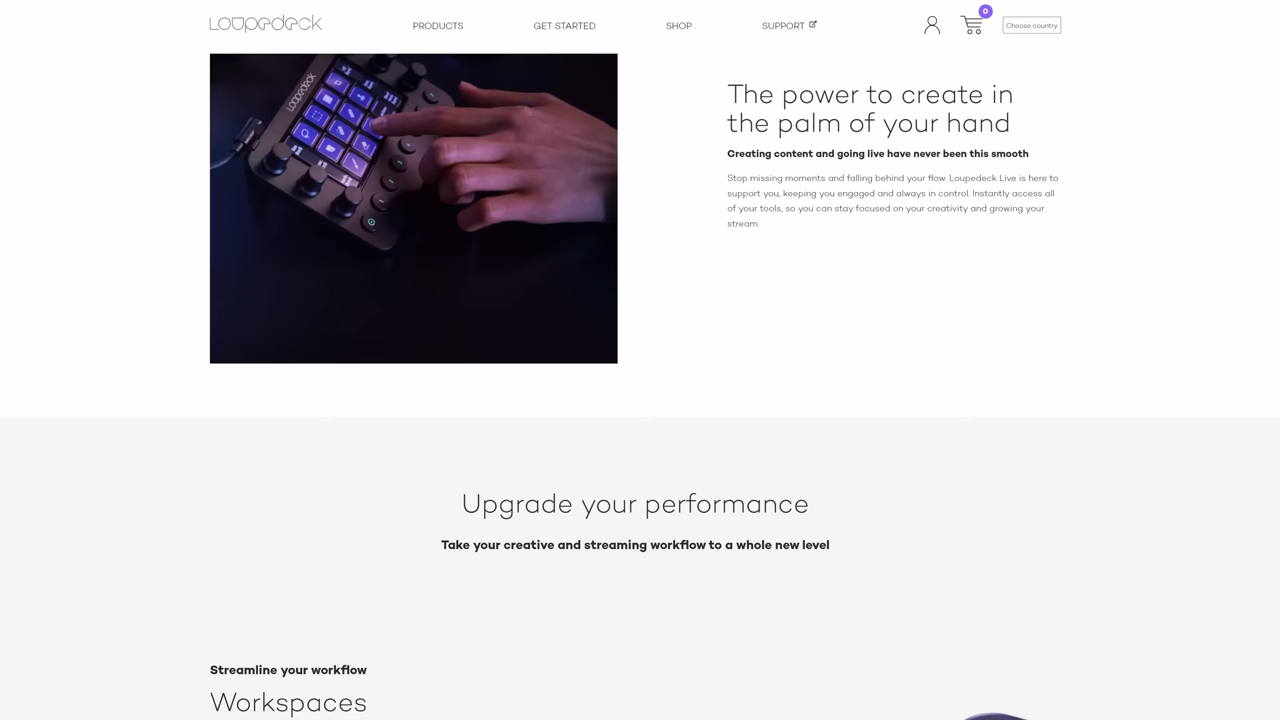 Loupedeck
PRODUCTS
GET STARTED
SHOP
SUPPORT
0
Choose country
Loupedeck
The power to create in
the palm of your hand
Creating content and going live have never been this smooth
Stop missing moments and falling behind your flow. Loupedeck Live is here to
support you, keeping you engaged and always in control. Instantly access all
of your tools, so you can stay focused on your creativity and growing your
stream.
Upgrade your performance
Take your creative and streaming workflow to a whole new level
Streamline your workflow
Workspaces